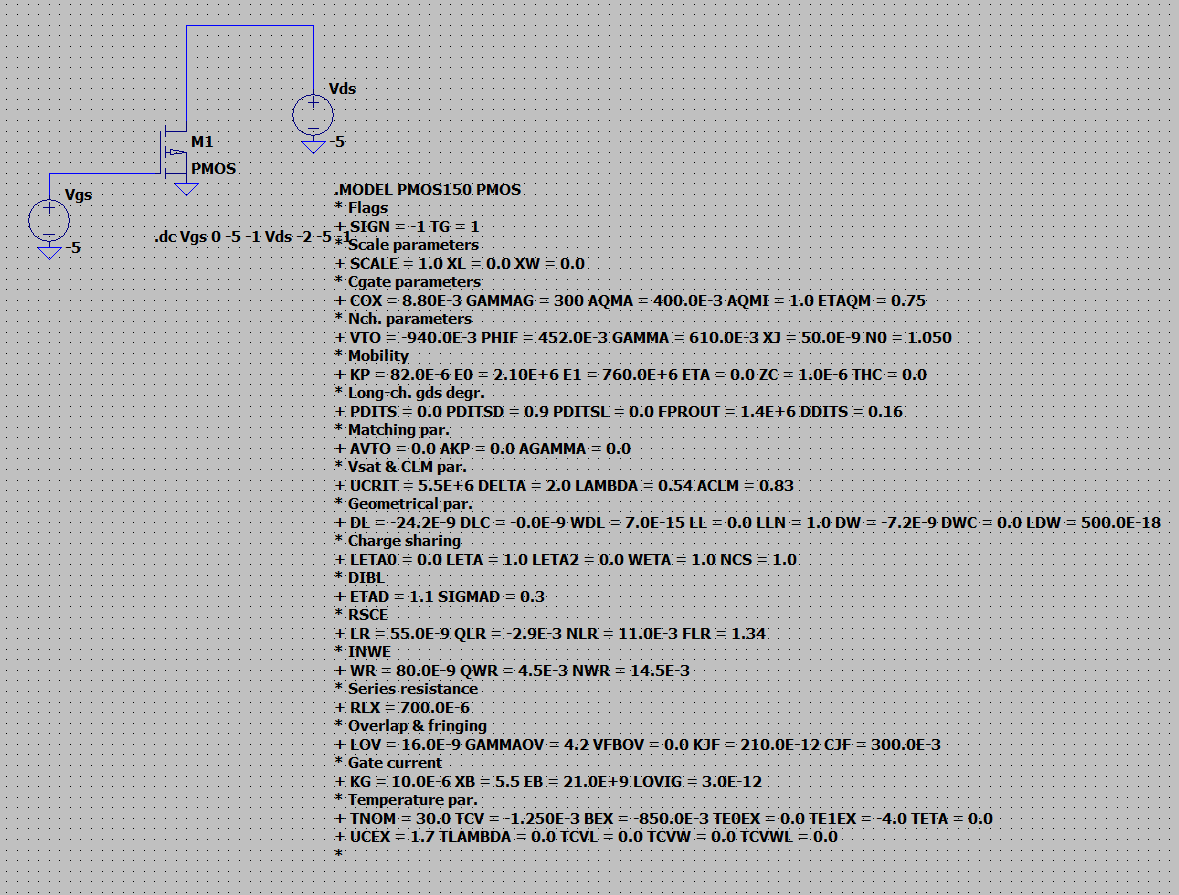 Vds
-5
M1
PMOS
Vgs
-5
.dc Vgs 0 -5 -1 Vds -2 -5 -1
.MODEL PMOS150 PMOS
* Flags
+ SIGN = -1 TG = 1
* Scale parameters
+ SCALE = 1.0 XL = 0.0 XW = 0.0
* Cgate parameters
+ COX = 8.80E-3 GAMMAG = 300 AQMA = 400.0E-3 AQMI = 1.0 ETAQM = 0.75
* Nch. parameters
+ VTO = -940.0E-3 PHIF = 452.0E-3 GAMMA = 610.0E-3 XJ = 50.0E-9 N0 = 1.050
* Mobility
+ KP = 82.0E-6 E0 = 2.10E+6 E1 = 760.0E+6 ETA = 0.0 ZC = 1.0E-6 THC = 0.0
* Long-ch. gds degr.
+ PDITS = 0.0 PDITSD = 0.9 PDITSL = 0.0 FPROUT = 1.4E+6 DDITS = 0.16
* Matching par.
+ AVTO = 0.0 AKP = 0.0 AGAMMA = 0.0
* Vsat & CLM par.
+ UCRIT = 5.5E+6 DELTA = 2.0 LAMBDA = 0.54 ACLM = 0.83
* Geometrical par.
+ DL = -24.2E-9 DLC = -0.0E-9 WDL = 7.0E-15 LL = 0.0 LLN = 1.0 DW = -7.2E-9 DWC = 0.0 LDW = 500.0E-18
* Charge sharing
+ LETA0 = 0.0 LETA = 1.0 LETA2 = 0.0 WETA = 1.0 NCS = 1.0
* DIBL
+ ETAD = 1.1 SIGMAD = 0.3
* RSCE
+ LR = 55.0E-9 QLR = -2.9E-3 NLR = 11.0E-3 FLR = 1.34
* INWE
+ WR = 80.0E-9 QWR = 4.5E-3 NWR = 14.5E-3
* Series resistance
+ RLX = 700.0E-6
* Overlap & fringing
+ LOV = 16.0E-9 GAMMAOV = 4.2 VFBOV = 0.0 KJF = 210.0E-12 CJF = 300.0E-3
* Gate current
+ KG = 10.0E-6 XB = 5.5 EB = 21.0E+9 LOVIG = 3.0E-12
* Temperature par.
+ TNOM = 30.0 TCV = -1.250E-3 BEX = -850.0E-3 TE0EX = 0.0 TE1EX = -4.0 TETA = 0.0
+ UCEX = 1.7 TLAMBDA = 0.0 TCVL = 0.0 TCVW = 0.0 TCVWL = 0.0
*